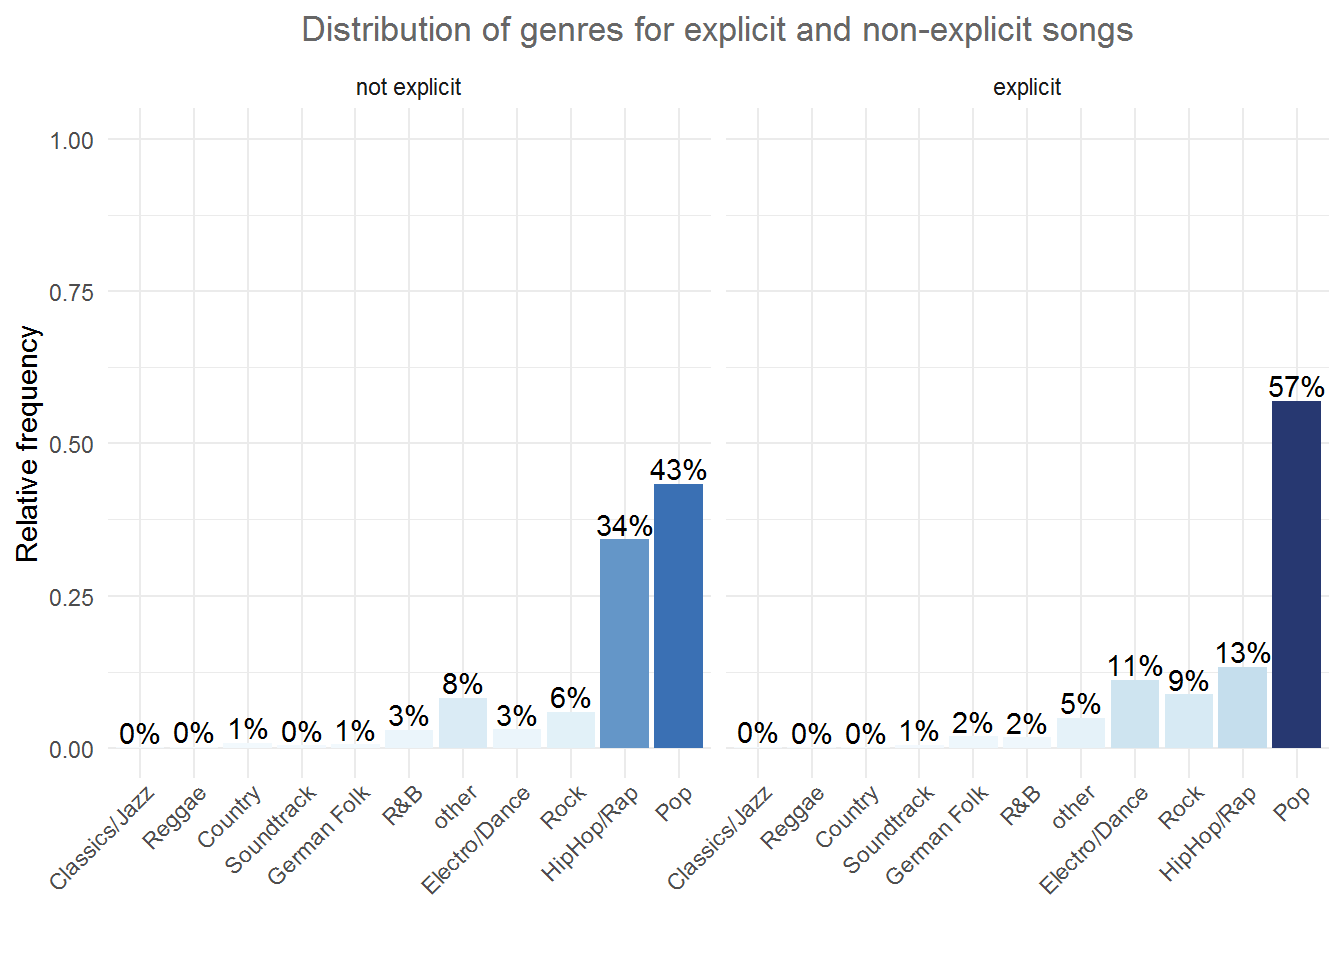 Distribution of genres for explicit and non-explicit songs
not explicit
explicit
Relative frequency
1.00
0.75
0.50
0.25
0.00
0%
0%
1%
0%
1%
3%
8%
3%
6%
34%
43%
0%
0%
0%
1%
2%
2%
5%
11%
9%
13%
57%
Classics/Jazz
Reggae
Country
Soundtrack
German Folk
R&B
other
Electro/Dance
Rock
HipHop/Rap
Pop
Classics/Jazz
Reggae
Country
Soundtrack
German Folk
R&B
other
Electro/Dance
Rock
HipHop/Rap
Pop